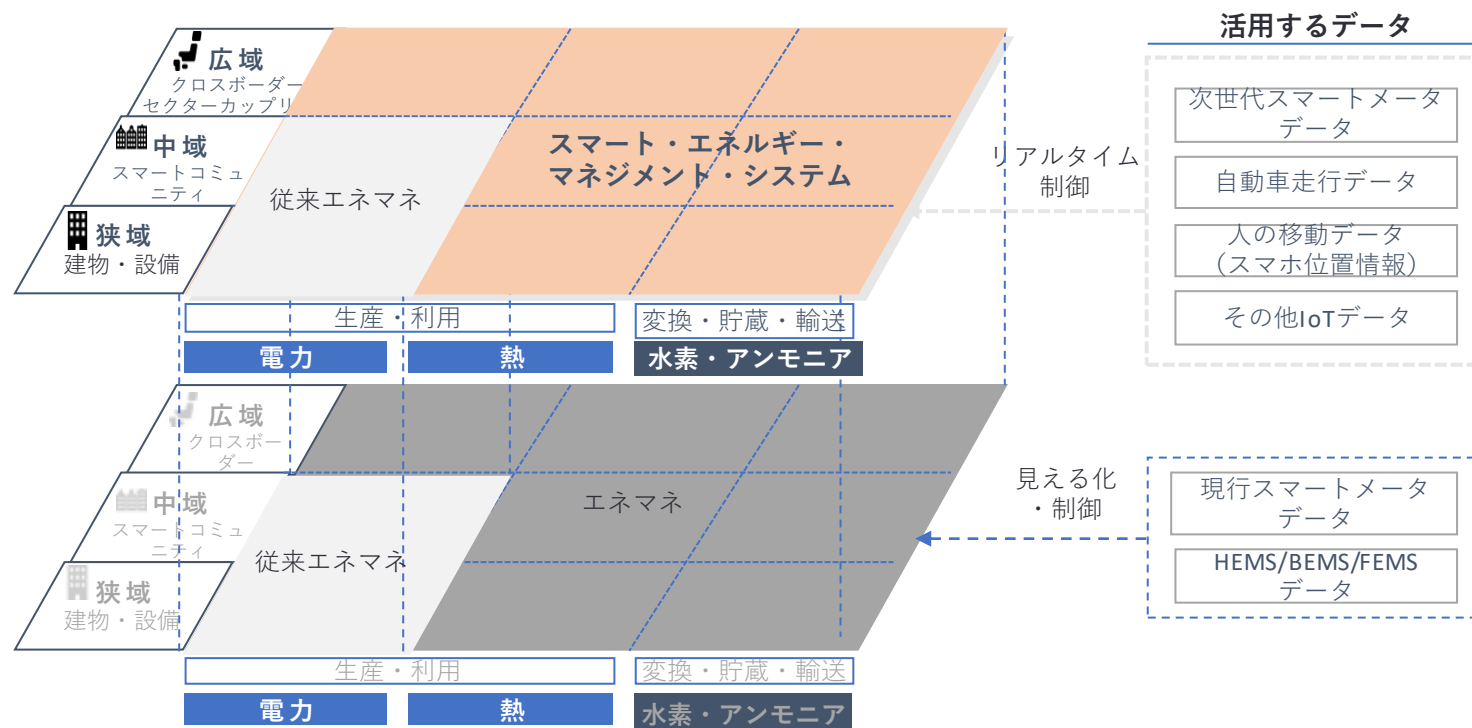 活用するデータ
広域
クロスボーダー
セクターカップリ
中域
スマートコミュ
ニティ
狭域
建物・設備
従来エネマネ
スマート・エネルギー・
マネジメント・システム
リアルタイム
制御
次世代スマートメータ
データ
自動車走行データ
人の移動データ
（スマホ位置情報）
その他IoTデータ
生産・利用
変換・貯蔵・輸送
電力
熱
水素・アンモニア
広域
クロスボー
ダー
中域
スマートコミュ
ニティ
狭域
建物・設備
従来エネマネ
エネマネ
見える化
・制御
現行スマートメータ
データ
HEMS/BEMS/FEMS
データ
生産・利用
変換・貯蔵・輸送
電力
熱
水素・アンモニア